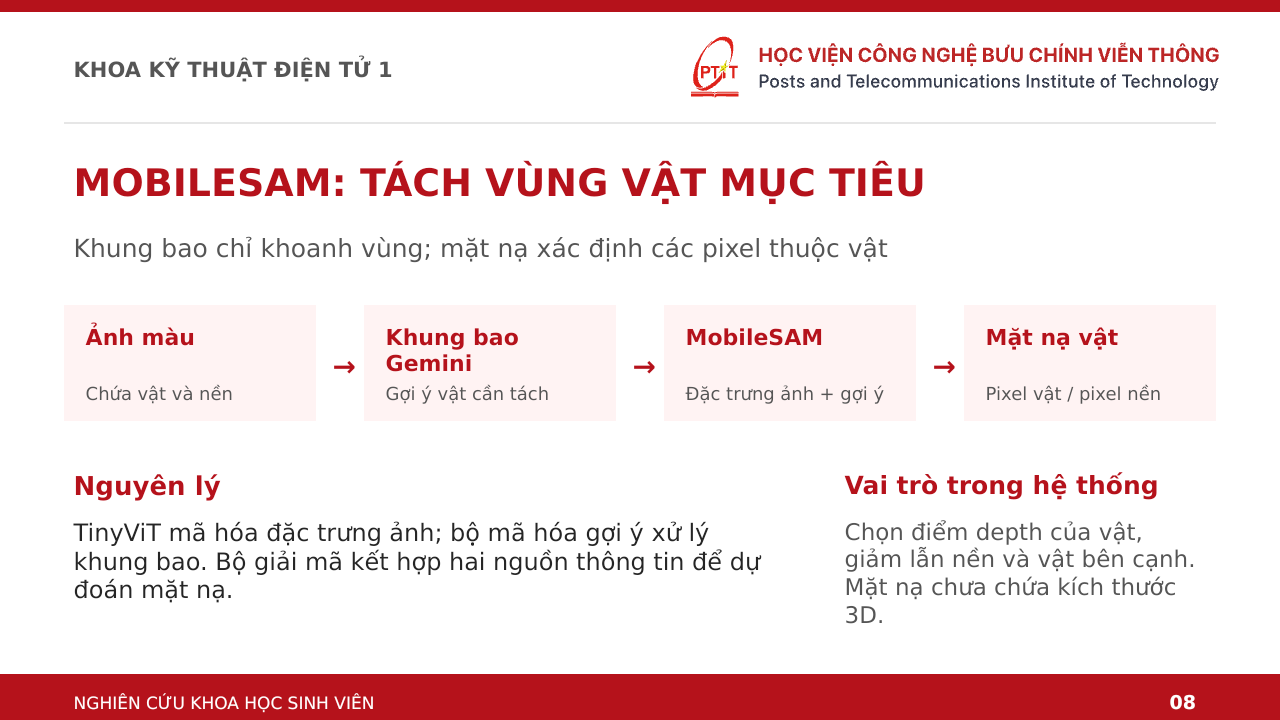 KHOA KỸ THUẬT ĐIỆN TỬ 1
PTIT
HỌC VIỆN CÔNG NGHỆ BƯU CHÍNH VIỄN THÔNG
Posts and Telecommunications Institute of Technology
MOBILESAM: TÁCH VÙNG VẬT MỤC TIÊU
Khung bao chỉ khoanh vùng; mặt nạ xác định các pixel thuộc vật
Ảnh màu
Chứa vật và nền
→
Khung bao
Gemini
Gợi ý vật cần tách
→
MobileSAM
Đặc trưng ảnh + gợi ý
→
Mặt nạ vật
Pixel vật / pixel nền
Nguyên lý
TinyViT mã hóa đặc trưng ảnh; bộ mã hóa gợi ý xử lý
khung bao. Bộ giải mã kết hợp hai nguồn thông tin để dự
đoán mặt nạ.
Vai trò trong hệ thống
Chọn điểm depth của vật,
giảm lẫn nền và vật bên cạnh.
Mặt nạ chưa chứa kích thước
3D.
NGHIÊN CỨU KHOA HỌC SINH VIÊN
08